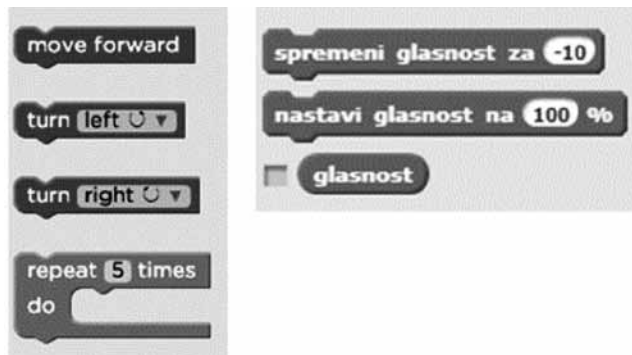 move forward
turn left ↺ ▼
turn right ↻ ▼
repeat 5 times
do
spremeni glasnost za -10
nastavi glasnost na 100 %
glasnost